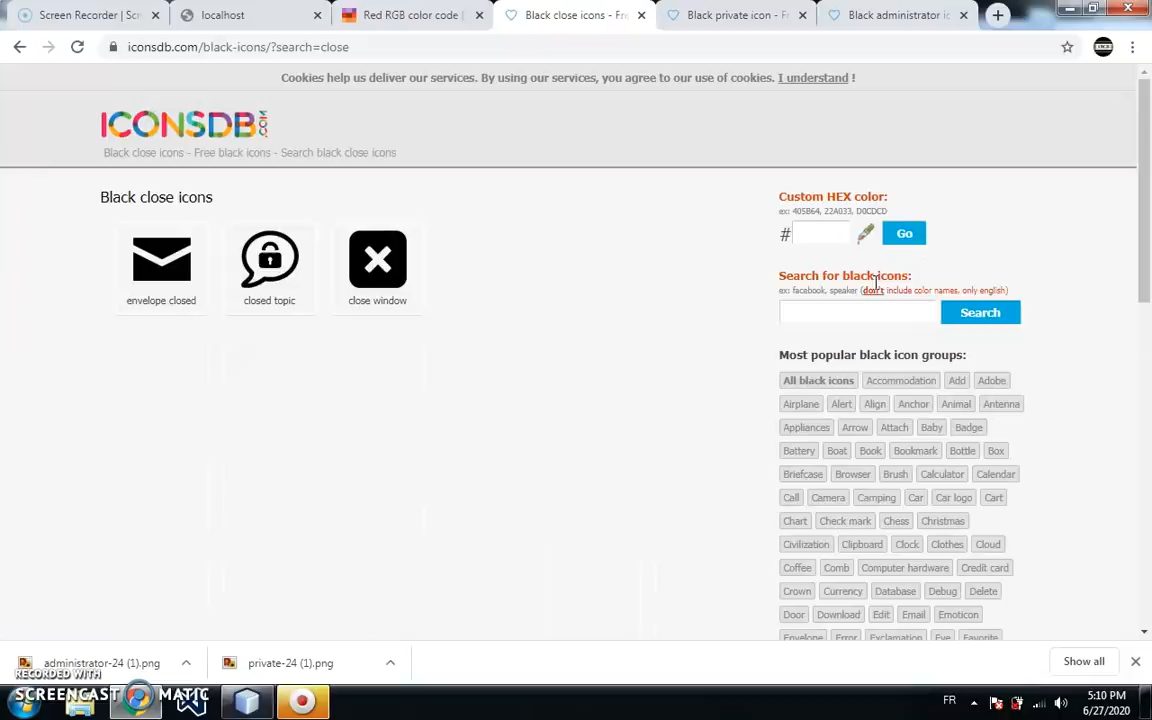 Screen Recorder | Scr
localhost
Red RGB color code |
Black close icons - Fre
Black private icon - F
Black administrator ic
iconsdb.com/black-icons/?search=close
Cookies help us deliver our services. By using our services, you agree to our use of cookies. I understand !
ICONSDB.COM
Black close icons - Free black icons - Search black close icons
Black close icons
envelope closed
closed topic
close window
Custom HEX color:
ex: 405B64, 22A033, D0CDCD
# Go
Search for black icons:
ex: facebook, speaker (don't include color names, only english)
Search
Most popular black icon groups:
All black icons Accommodation Add Adobe
Airplane Alert Align Anchor Animal Antenna
Appliances Arrow Attach Baby Badge
Battery Boat Book Bookmark Bottle Box
Briefcase Browser Brush Calculator Calendar
Call Camera Camping Car Car logo Cart
Chart Check mark Chess Christmas
Civilization Clipboard Clock Clothes Cloud
Coffee Comb Computer hardware Credit card
Crown Currency Database Debug Delete
Door Download Edit Email Emoticon
Envelope Error Exclamation Eye Favorite
administrator-24 (1).png
private-24 (1).png
Show all
RECORDED WITH
SCREENCAST MATIC
FR
5:10 PM
6/27/2020